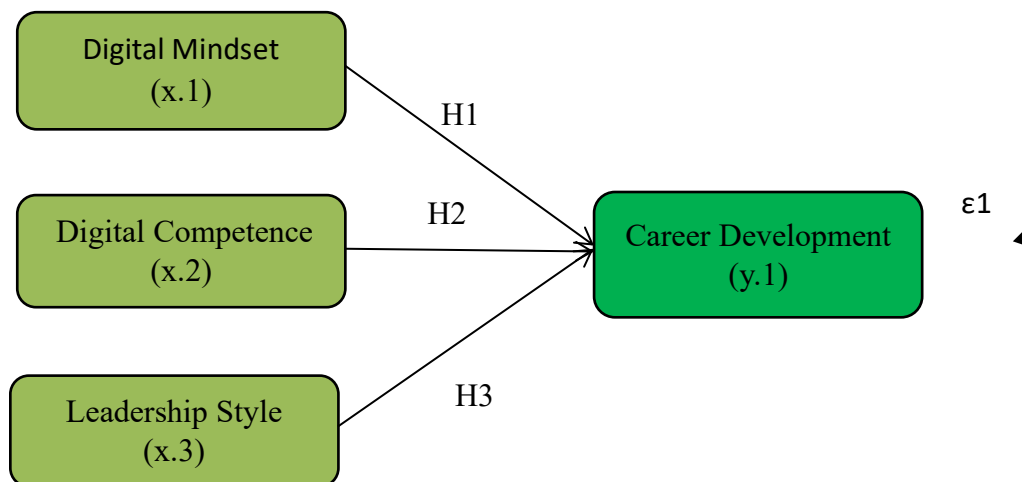 Digital Mindset
(x.1)
H1
Digital Competence
(x.2)
H2
Career Development
(y.1)
ε1
Leadership Style
(x.3)
H3